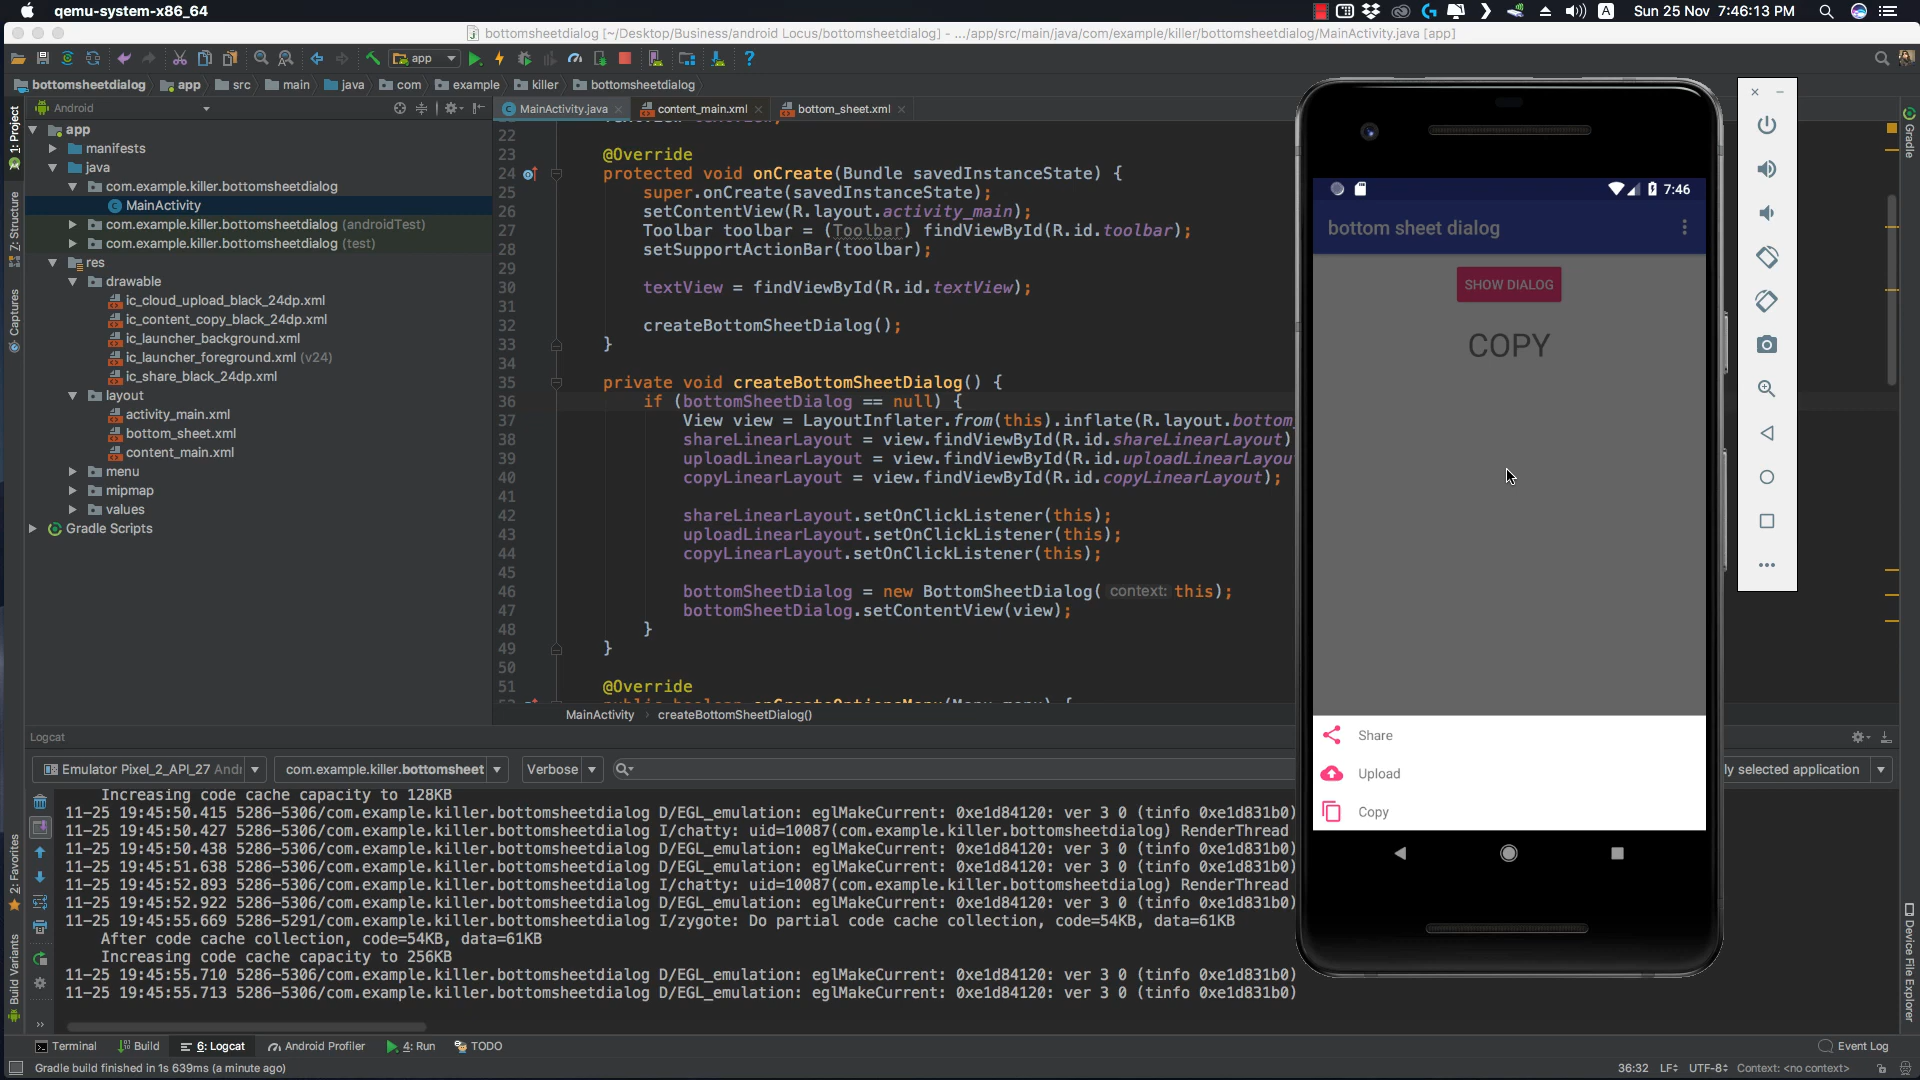 qemu-system-x86_64
Sun 25 Nov 7:46:13 PM
bottomsheetdialog [~/Desktop/Business/android Locus/bottomsheetdialog] - .../app/src/main/java/com/example/killer/bottomsheetdialog/MainActivity.java [app]
app
bottomsheetdialog app src main java com example killer bottomsheetdialog
Android
MainActivity.java content_main.xml bottom_sheet.xml
1: Project
Z: Structure
Captures
2: Favorites
Build Variants
Gradle
Device File Explorer
app
manifests
java
com.example.killer.bottomsheetdialog
MainActivity
com.example.killer.bottomsheetdialog (androidTest)
com.example.killer.bottomsheetdialog (test)
res
drawable
ic_cloud_upload_black_24dp.xml
ic_content_copy_black_24dp.xml
ic_launcher_background.xml
ic_launcher_foreground.xml (v24)
ic_share_black_24dp.xml
layout
activity_main.xml
bottom_sheet.xml
content_main.xml
menu
mipmap
values
Gradle Scripts
22
23 @Override
24 protected void onCreate(Bundle savedInstanceState) {
25 super.onCreate(savedInstanceState);
26 setContentView(R.layout.activity_main);
27 Toolbar toolbar = (Toolbar) findViewById(R.id.toolbar);
28 setSupportActionBar(toolbar);
29
30 textView = findViewById(R.id.textView);
31
32 createBottomSheetDialog();
33 }
34
35 private void createBottomSheetDialog() {
36 if (bottomSheetDialog == null) {
37 View view = LayoutInflater.from(this).inflate(R.layout.bottom_
38 shareLinearLayout = view.findViewById(R.id.shareLinearLayout)
39 uploadLinearLayout = view.findViewById(R.id.uploadLinearLayou
40 copyLinearLayout = view.findViewById(R.id.copyLinearLayout);
41
42 shareLinearLayout.setOnClickListener(this);
43 uploadLinearLayout.setOnClickListener(this);
44 copyLinearLayout.setOnClickListener(this);
45
46 bottomSheetDialog = new BottomSheetDialog( context: this);
47 bottomSheetDialog.setContentView(view);
48 }
49 }
50
51 @Override
MainActivity createBottomSheetDialog()
7:46
bottom sheet dialog
SHOW DIALOG
COPY
Share
Upload
Copy
Logcat
Emulator Pixel_2_API_27 Andr com.example.killer.bottomsheet Verbose ly selected application
Increasing code cache capacity to 128KB
11-25 19:45:50.415 5286-5306/com.example.killer.bottomsheetdialog D/EGL_emulation: eglMakeCurrent: 0xe1d84120: ver 3 0 (tinfo 0xe1d831b0)
11-25 19:45:50.427 5286-5306/com.example.killer.bottomsheetdialog I/chatty: uid=10087(com.example.killer.bottomsheetdialog) RenderThread
11-25 19:45:50.438 5286-5306/com.example.killer.bottomsheetdialog D/EGL_emulation: eglMakeCurrent: 0xe1d84120: ver 3 0 (tinfo 0xe1d831b0)
11-25 19:45:51.638 5286-5306/com.example.killer.bottomsheetdialog D/EGL_emulation: eglMakeCurrent: 0xe1d84120: ver 3 0 (tinfo 0xe1d831b0)
11-25 19:45:52.893 5286-5306/com.example.killer.bottomsheetdialog I/chatty: uid=10087(com.example.killer.bottomsheetdialog) RenderThread
11-25 19:45:52.922 5286-5306/com.example.killer.bottomsheetdialog D/EGL_emulation: eglMakeCurrent: 0xe1d84120: ver 3 0 (tinfo 0xe1d831b0)
11-25 19:45:55.669 5286-5291/com.example.killer.bottomsheetdialog I/zygote: Do partial code cache collection, code=54KB, data=61KB
After code cache collection, code=54KB, data=61KB
Increasing code cache capacity to 256KB
11-25 19:45:55.710 5286-5306/com.example.killer.bottomsheetdialog D/EGL_emulation: eglMakeCurrent: 0xe1d84120: ver 3 0 (tinfo 0xe1d831b0)
11-25 19:45:55.713 5286-5306/com.example.killer.bottomsheetdialog D/EGL_emulation: eglMakeCurrent: 0xe1d84120: ver 3 0 (tinfo 0xe1d831b0)
Terminal Build 6: Logcat Android Profiler 4: Run TODO Event Log
Gradle build finished in 1s 639ms (a minute ago) 36:32 LF UTF-8 Context: <no context>